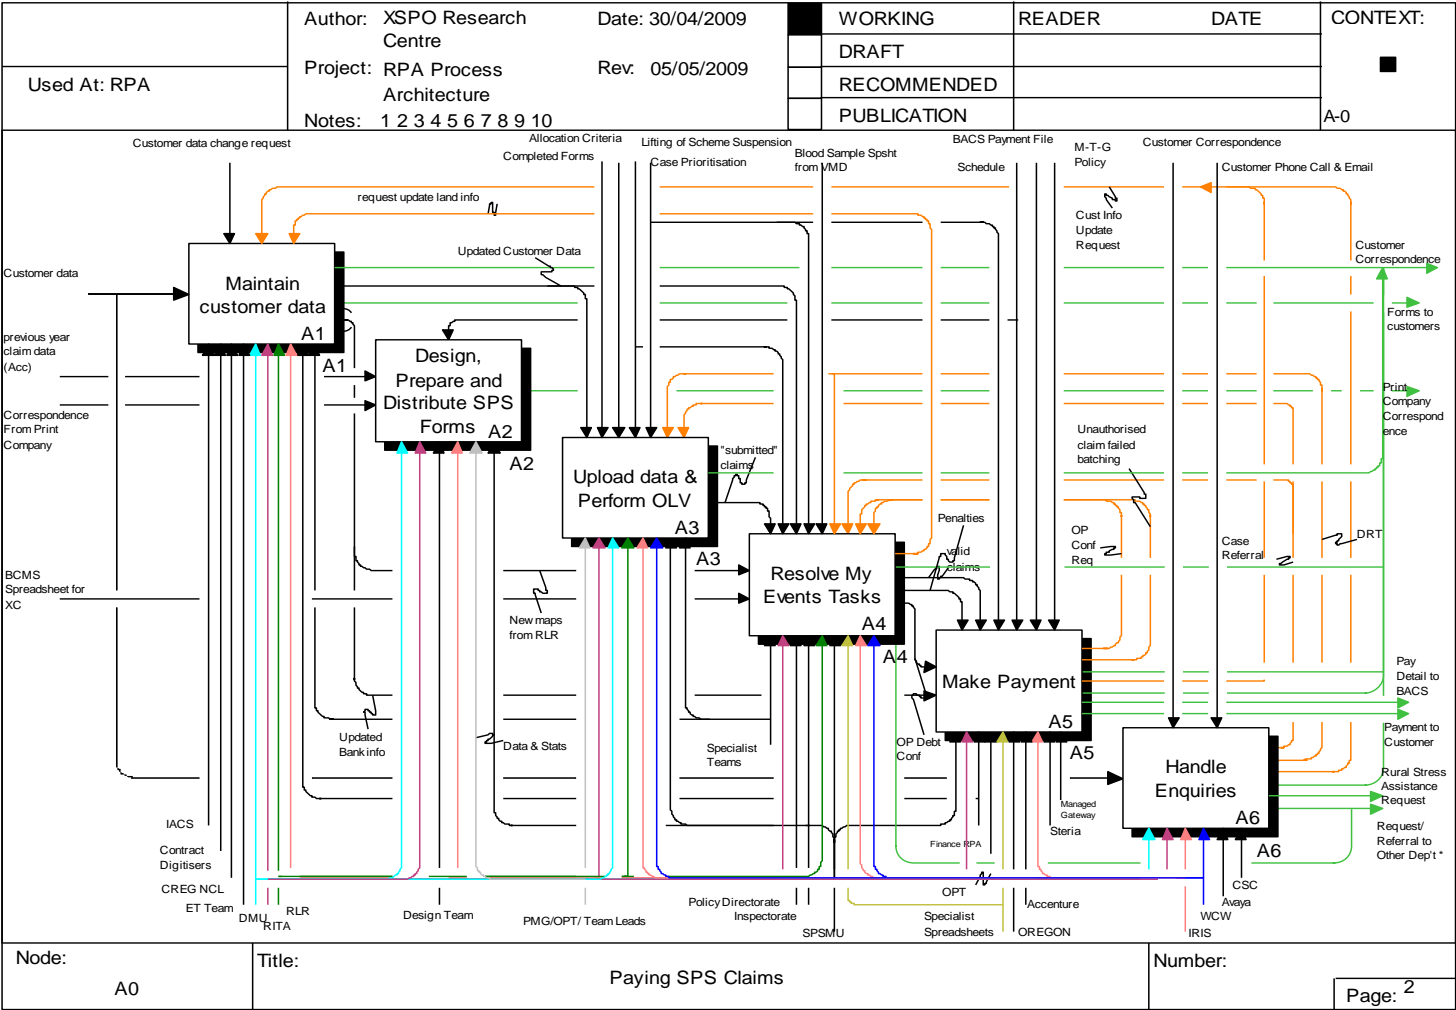 Used At: RPA
Author: XSPO Research
Centre
Date: 30/04/2009
Project: RPA Process
Architecture
Rev: 05/05/2009
Notes: 1 2 3 4 5 6 7 8 9 10
WORKING
DRAFT
RECOMMENDED
PUBLICATION
READER
DATE
CONTEXT:
A-0
Customer data change request
Allocation Criteria
Completed Forms
Lifting of Scheme Suspension
Case Prioritisation
Blood Sample Spsht
from VMD
BACS Payment File
Schedule
M-T-G
Policy
Customer Correspondence
Customer Phone Call & Email
request update land info
Cust Info
Update
Request
Updated Customer Data
Customer
Correspondence
Customer data
Maintain
customer data
A1
A1
Forms to
customers
previous year
claim data
(Acc)
Design,
Prepare and
Distribute SPS
Forms
A2
A2
Print
Company
Correspond
ence
Correspondence
From Print
Company
Unauthorised
claim failed
batching
"submitted"
claims
Upload data &
Perform OLV
A3
A3
Penalties
valid
claims
OP
Conf
Req
Case
Referral
DRT
BCMS
Spreadsheet for
XC
Resolve My
Events Tasks
A4
A4
New maps
from RLR
Make Payment
A5
A5
Pay
Detail to
BACS
Payment to
Customer
Updated
Bank info
Data & Stats
Specialist
Teams
OP Debt
Conf
Handle
Enquiries
A6
A6
Rural Stress
Assistance
Request
Request/
Referral to
Other Dep't *
Managed
Gateway
Steria
Finance RPA
IACS
Contract
Digitisers
CREG NCL
ET Team
DMU
RITA
RLR
Design Team
PMG/OPT/ Team Leads
Policy Directorate
Inspectorate
SPSMU
OPT
Specialist
Spreadsheets
Accenture
OREGON
CSC
Avaya
WCW
IRIS
Node:
A0
Title:
Paying SPS Claims
Number:
Page: 2